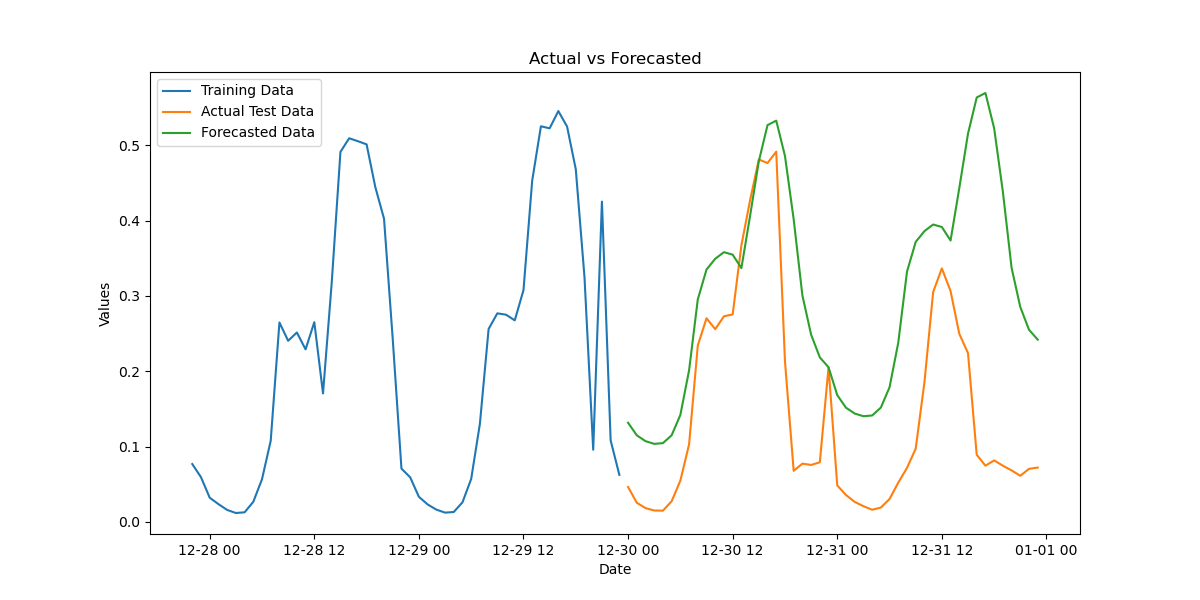 Actual vs Forecasted
Training Data
Actual Test Data
Forecasted Data
Values
0.5
0.4
0.3
0.2
0.1
0.0
12-28 00 12-28 12 12-29 00 12-29 12 12-30 00 12-30 12 12-31 00 12-31 12 01-01 00
Date